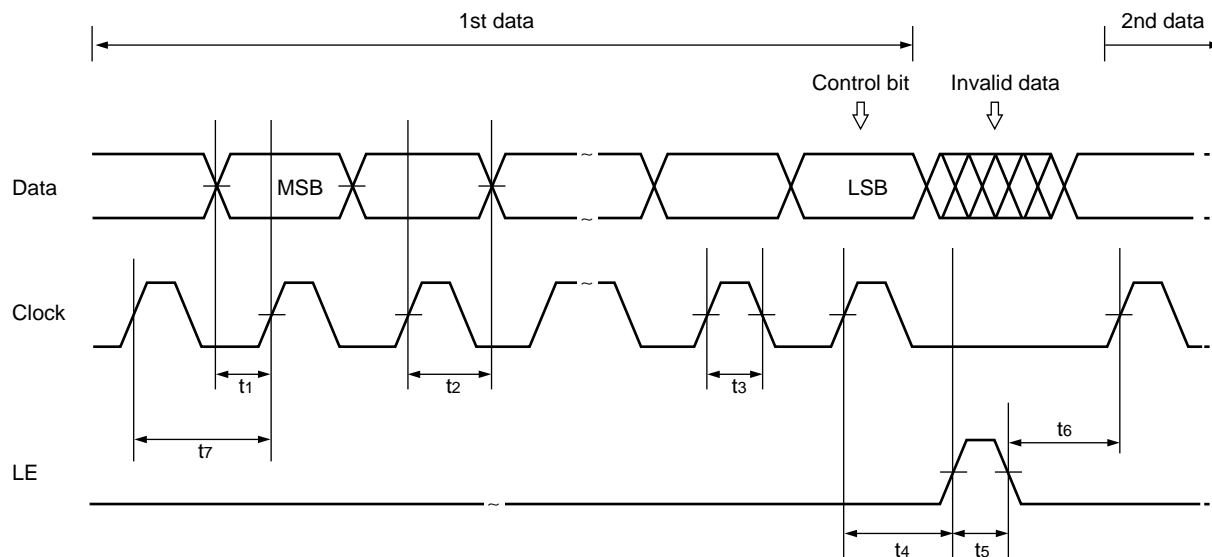 1st data
2nd data
Control bit
Invalid data
Data
MSB
LSB
Clock
t1
t2
t3
t7
t6
LE
t4
t5